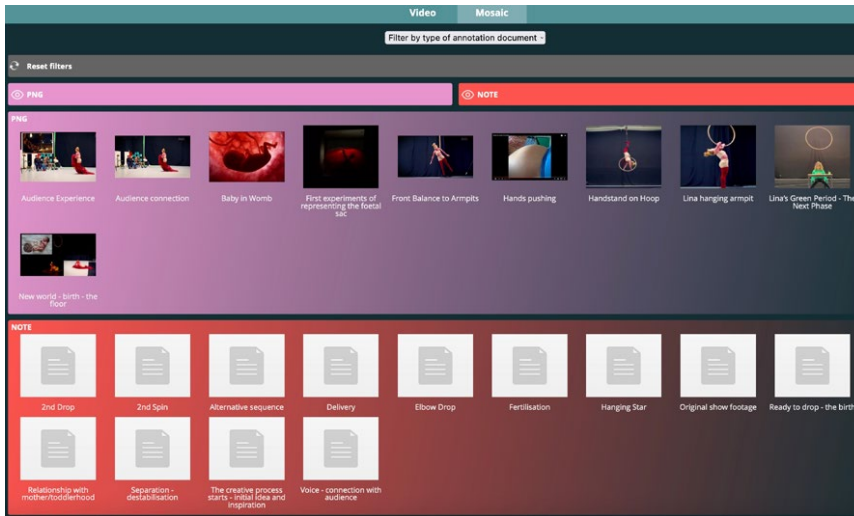 Video Mosaic
Filter by type of annotation document
Reset filters
PNG NOTE
PNG
Audience Experience Audience connection Baby in Womb First experiments of Front Balance to Armpits Hands pushing Handstand on Hoop Lina hanging armpit Lina's Green Period - The
representing the foetal Next Phase
sac
New world - birth - the
floor
NOTE
2nd Drop 2nd Spin Alternative sequence Delivery Elbow Drop Fertilisation Hanging Star Original show footage Ready to drop - the birth
Relationship with Separation - The creative process Voice - connection with
mother/toddlerhood destabilisation starts - initial idea and audience
inspiration